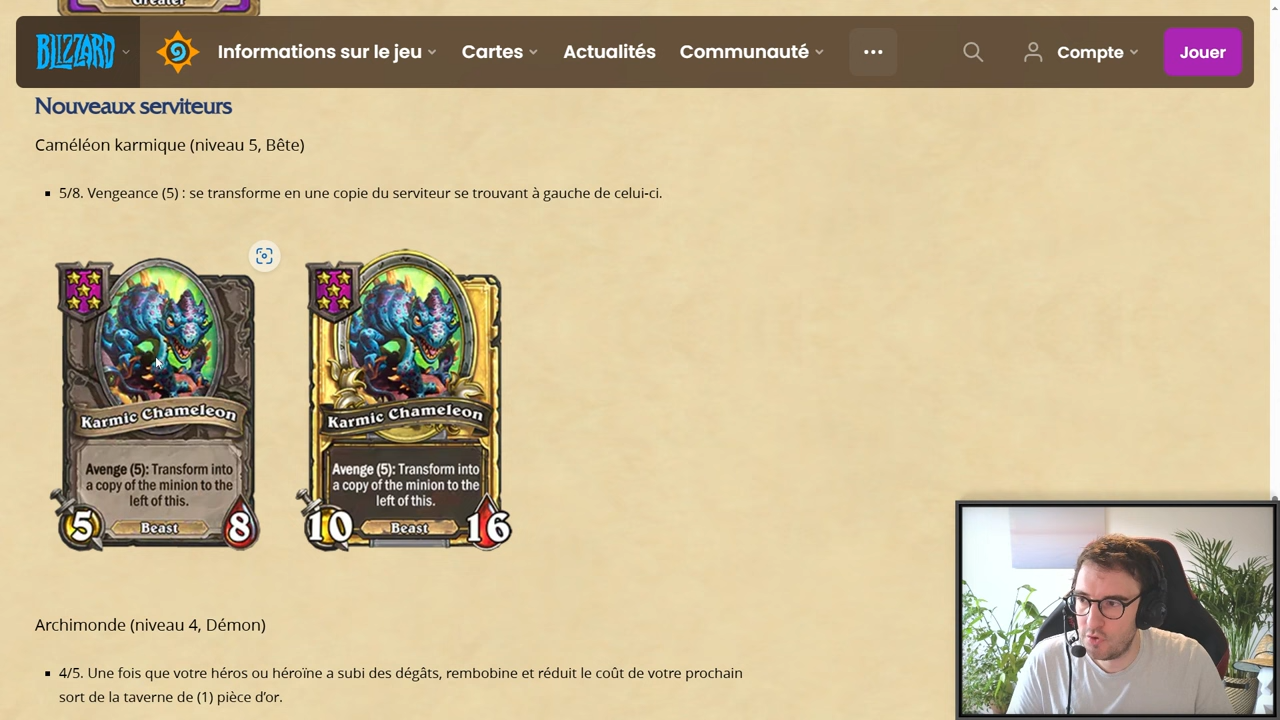 Greater
BLIZZARD
Informations sur le jeu
Cartes
Actualités
Communauté
Compte
Jouer
Nouveaux serviteurs
Caméléon karmique (niveau 5, Bête)
5/8. Vengeance (5) : se transforme en une copie du serviteur se trouvant à gauche de celui-ci.
Karmic Chameleon
Avenge (5): Transform into
a copy of the minion to the
left of this.
5
Beast
8
Karmic Chameleon
Avenge (5): Transform into
a copy of the minion to the
left of this.
10
Beast
16
Archimonde (niveau 4, Démon)
4/5. Une fois que votre héros ou héroïne a subi des dégâts, rembobine et réduit le coût de votre prochain
sort de la taverne de (1) pièce d'or.